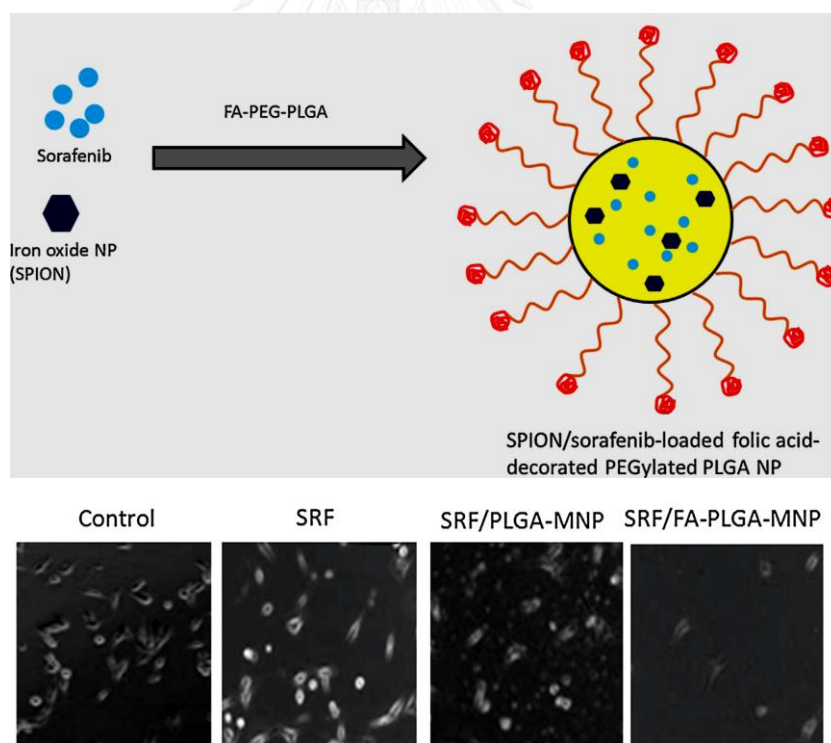 FA-PEG-PLGA
Sorafenib
Iron oxide NP
(SPION)
SPION/sorafenib-loaded folic acid-
decorated PEGylated PLGA NP
Control SRF SRF/PLGA-MNP SRF/FA-PLGA-MNP